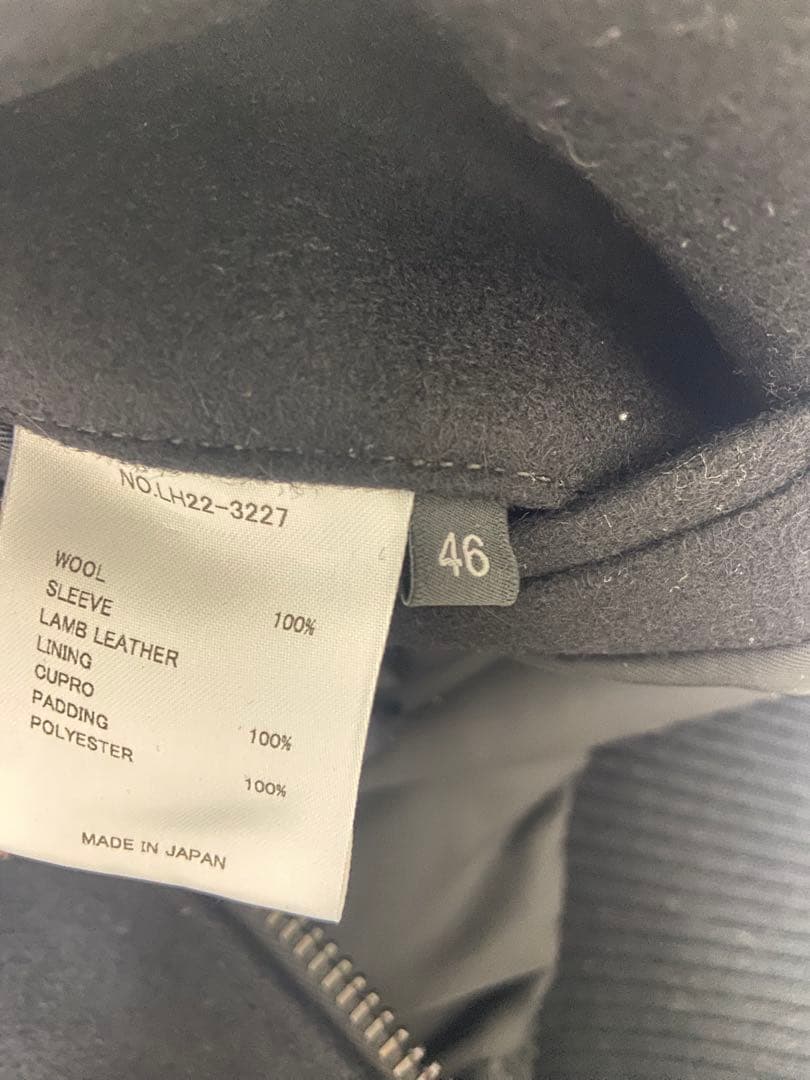 NO.LH22-3227
46
WOOL 100%
SLEEVE
LAMB LEATHER
LINING
CUPRO 100%
PADDING
POLYESTER 100%
MADE IN JAPAN